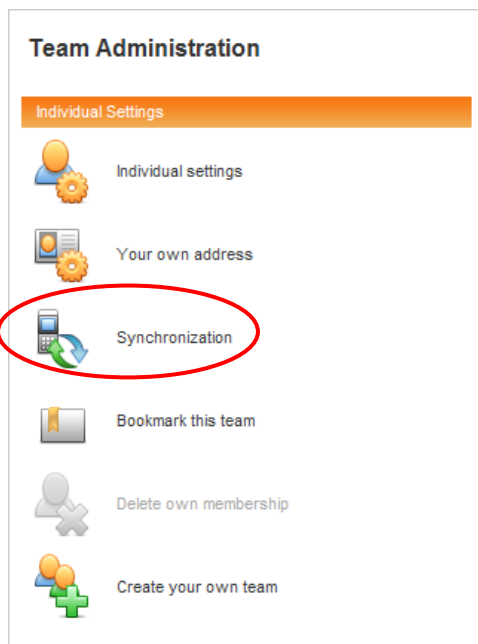 Team Administration
Individual Settings
Individual settings
Your own address
Synchronization
Bookmark this team
Delete own membership
Create your own team